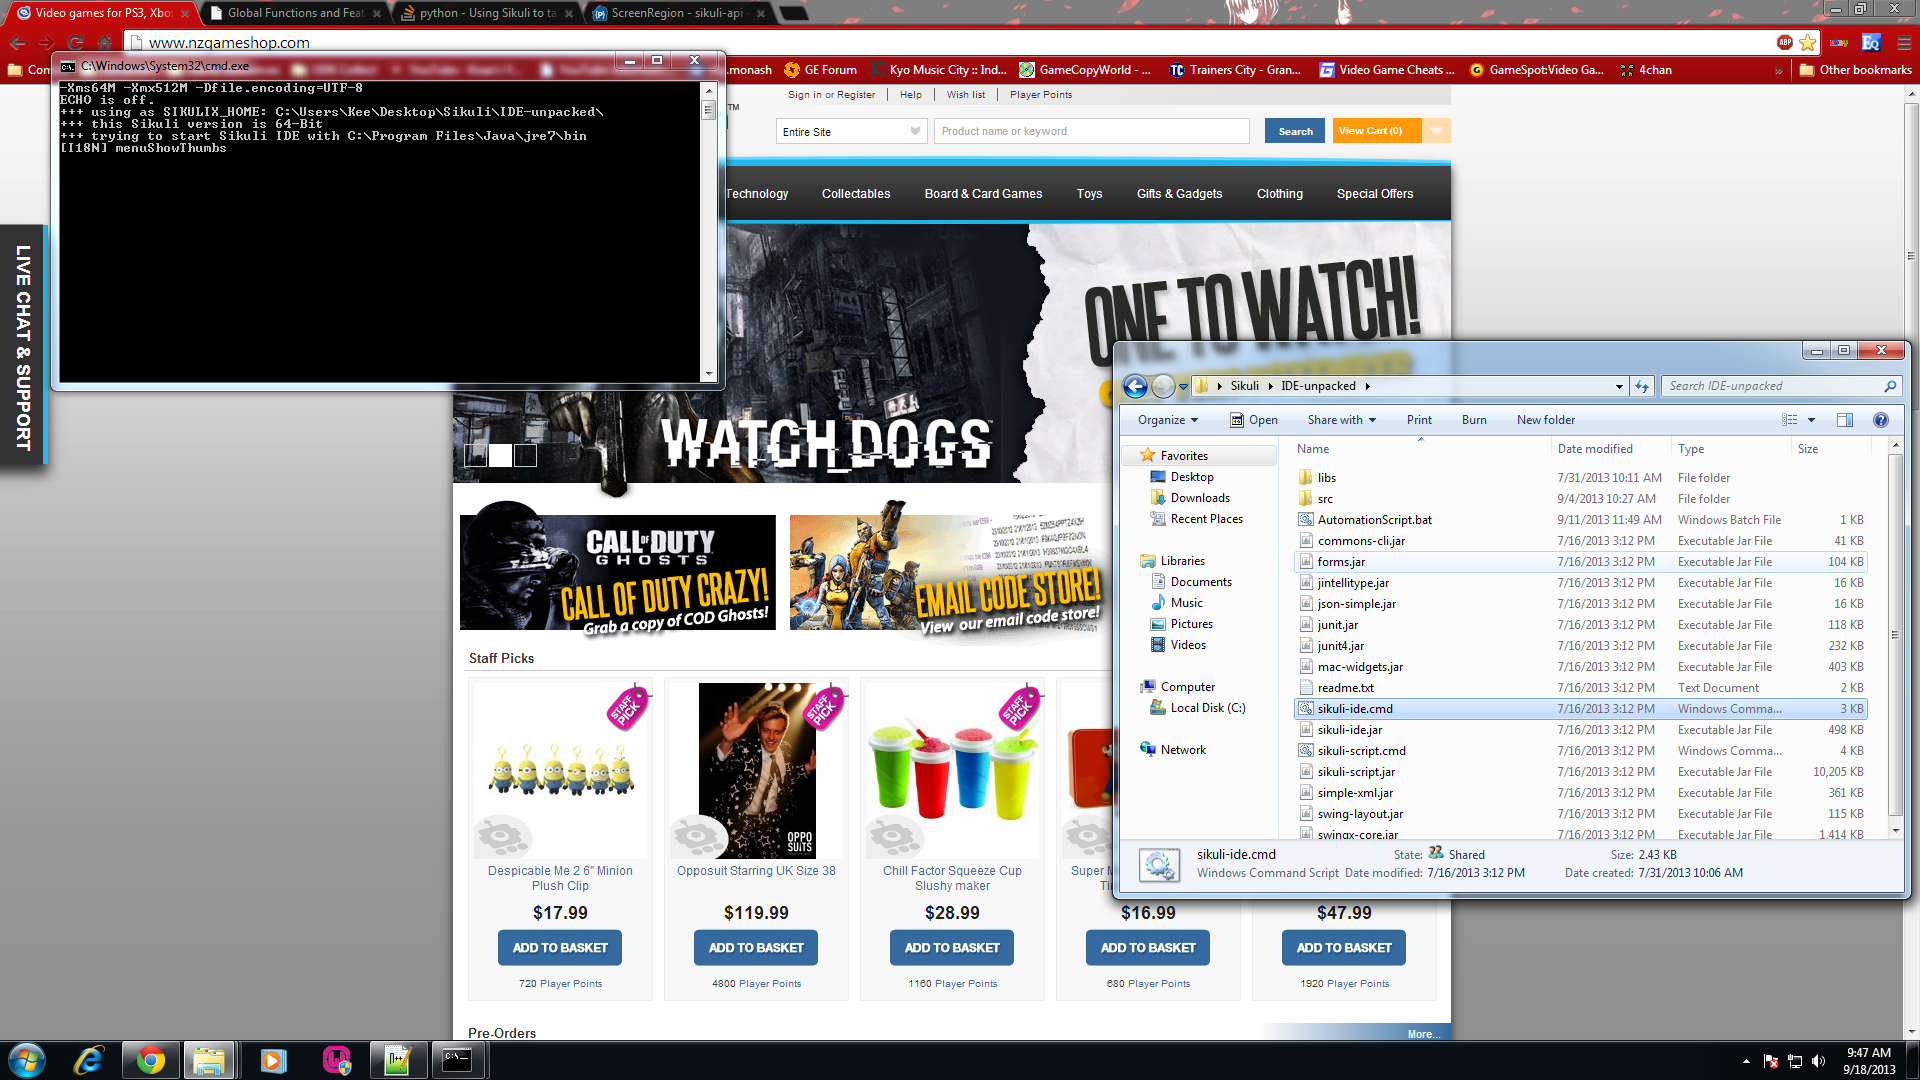 Video games for PS3, Xbo
Global Functions and Feat
python - Using Sikuli to ta
ScreenRegion - sikuli-api -
www.nzgameshop.com
.monash
GE Forum
Kyo Music City :: Ind...
GameCopyWorld - ...
Trainers City - Gran...
Video Game Cheats ...
GameSpot:Video Ga...
4chan
»
Other bookmarks
C:\Windows\System32\cmd.exe
-Xms64M -Xmx512M -Dfile.encoding=UTF-8
ECHO is off.
+++ using as SIKULIX_HOME: C:\Users\Kee\Desktop\Sikuli\IDE-unpacked\
+++ this Sikuli version is 64-Bit
+++ trying to start Sikuli IDE with C:\Program Files\Java\jre7\bin
[I18N] menuShowThumbs
TM
Sign in or Register
Help
Wish list
Player Points
Entire Site
Product name or keyword
Search
View Cart (0)
Technology
Collectables
Board & Card Games
Toys
Gifts & Gadgets
Clothing
Special Offers
LIVE CHAT & SUPPORT
ONE TO WATCH!
WATCH_DOGS
CALL OF DUTY
GHOSTS
CALL OF DUTY CRAZY!
Grab a copy of COD Ghosts!
EMAIL CODE STORE!
View our email code store!
Staff Picks
STAFF PICK
STAFF PICK
STAFF PICK
OPPO SUITS
Despicable Me 2 6" Minion Plush Clip
$17.99
ADD TO BASKET
720 Player Points
Opposuit Starring UK Size 38
$119.99
ADD TO BASKET
4800 Player Points
Chill Factor Squeeze Cup Slushy maker
$28.99
ADD TO BASKET
1160 Player Points
Super M
$16.99
ADD TO BASKET
680 Player Points
$47.99
ADD TO BASKET
1920 Player Points
Pre-Orders
More...
Sikuli
IDE-unpacked
Search IDE-unpacked
Organize
Open
Share with
Print
Burn
New folder
Favorites
Desktop
Downloads
Recent Places
Libraries
Documents
Music
Pictures
Videos
Computer
Local Disk (C:)
Network
Name Date modified Type Size
libs 7/31/2013 10:11 AM File folder
src 9/4/2013 10:27 AM File folder
AutomationScript.bat 9/11/2013 11:49 AM Windows Batch File 1 KB
commons-cli.jar 7/16/2013 3:12 PM Executable Jar File 41 KB
forms.jar 7/16/2013 3:12 PM Executable Jar File 104 KB
jintellitype.jar 7/16/2013 3:12 PM Executable Jar File 16 KB
json-simple.jar 7/16/2013 3:12 PM Executable Jar File 16 KB
junit.jar 7/16/2013 3:12 PM Executable Jar File 118 KB
junit4.jar 7/16/2013 3:12 PM Executable Jar File 232 KB
mac-widgets.jar 7/16/2013 3:12 PM Executable Jar File 403 KB
readme.txt 7/16/2013 3:12 PM Text Document 2 KB
sikuli-ide.cmd 7/16/2013 3:12 PM Windows Comma... 3 KB
sikuli-ide.jar 7/16/2013 3:12 PM Executable Jar File 498 KB
sikuli-script.cmd 7/16/2013 3:12 PM Windows Comma... 4 KB
sikuli-script.jar 7/16/2013 3:12 PM Executable Jar File 10,205 KB
simple-xml.jar 7/16/2013 3:12 PM Executable Jar File 361 KB
swing-layout.jar 7/16/2013 3:12 PM Executable Jar File 115 KB
swingx-core.jar 7/16/2013 3:12 PM Executable Jar File 1,414 KB
sikuli-ide.cmd State: Shared Size: 2.43 KB
Windows Command Script Date modified: 7/16/2013 3:12 PM Date created: 7/31/2013 10:06 AM
9:47 AM
9/18/2013